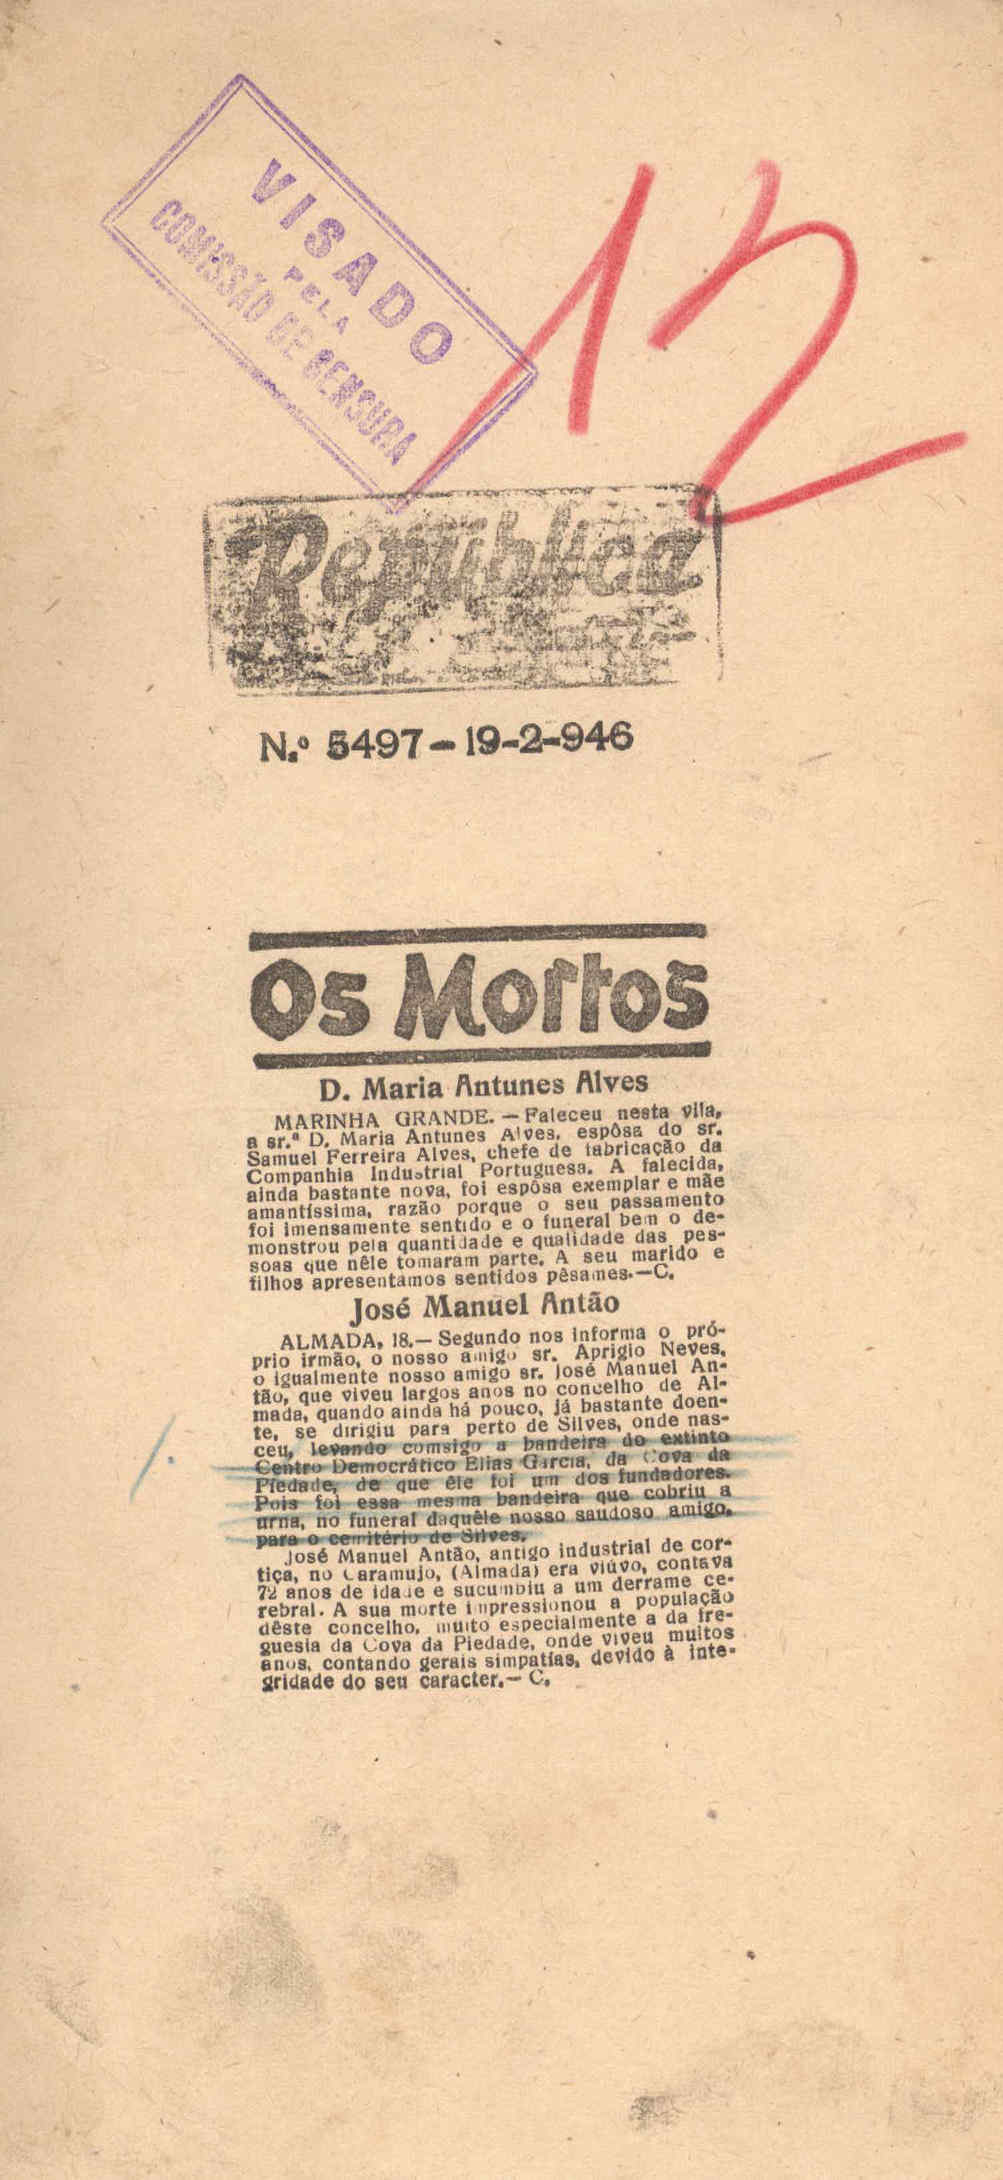 VISADO
PELA
COMISSÃO DE CENSURA
República
N.º 5497 - 19-2-946
Os Mortos
D. Maria Antunes Alves
MARINHA GRANDE. — Faleceu nesta vila,
a sr.ª D. Maria Antunes Alves, espôsa do sr.
Samuel Ferreira Alves, chefe de fabricação da
Companhia Industrial Portuguesa. A falecida,
ainda bastante nova, foi espôsa exemplar e mãe
amantíssima, razão porque o seu passamento
foi imensamente sentido e o funeral bem o de-
monstrou pela quantidade e qualidade das pes-
soas que nêle tomaram parte. A seu marido e
filhos apresentamos sentidos pêsames.—C.
José Manuel Antão
ALMADA, 18.— Segundo nos informa o pró-
prio irmão, o nosso amigo sr. Aprigio Neves,
o igualmente nosso amigo sr. José Manuel An-
tão, que viveu largos anos no concelho de Al-
mada, quando ainda há pouco, já bastante doen-
te, se dirigiu para perto de Silves, onde nas-
ceu, levando comsigo a bandeira do extinto
Centro Democrático Elias Garcia, da Cova da
Piedade, de que êle foi um dos fundadores.
Pois foi essa mesma bandeira que cobriu a
urna, no funeral daquêle nosso saudoso amigo,
para o cemitério de Silves.
José Manuel Antão, antigo industrial de cor-
tiça, no Caramujo, (Almada) era viúvo, contava
72 anos de idade e sucumbiu a um derrame ce-
rebral. A sua morte impressionou a população
dêste concelho, muito especialmente a da fre-
guesia da Cova da Piedade, onde viveu muitos
anos, contando gerais simpatias, devido à inte-
gridade do seu caracter.— C.